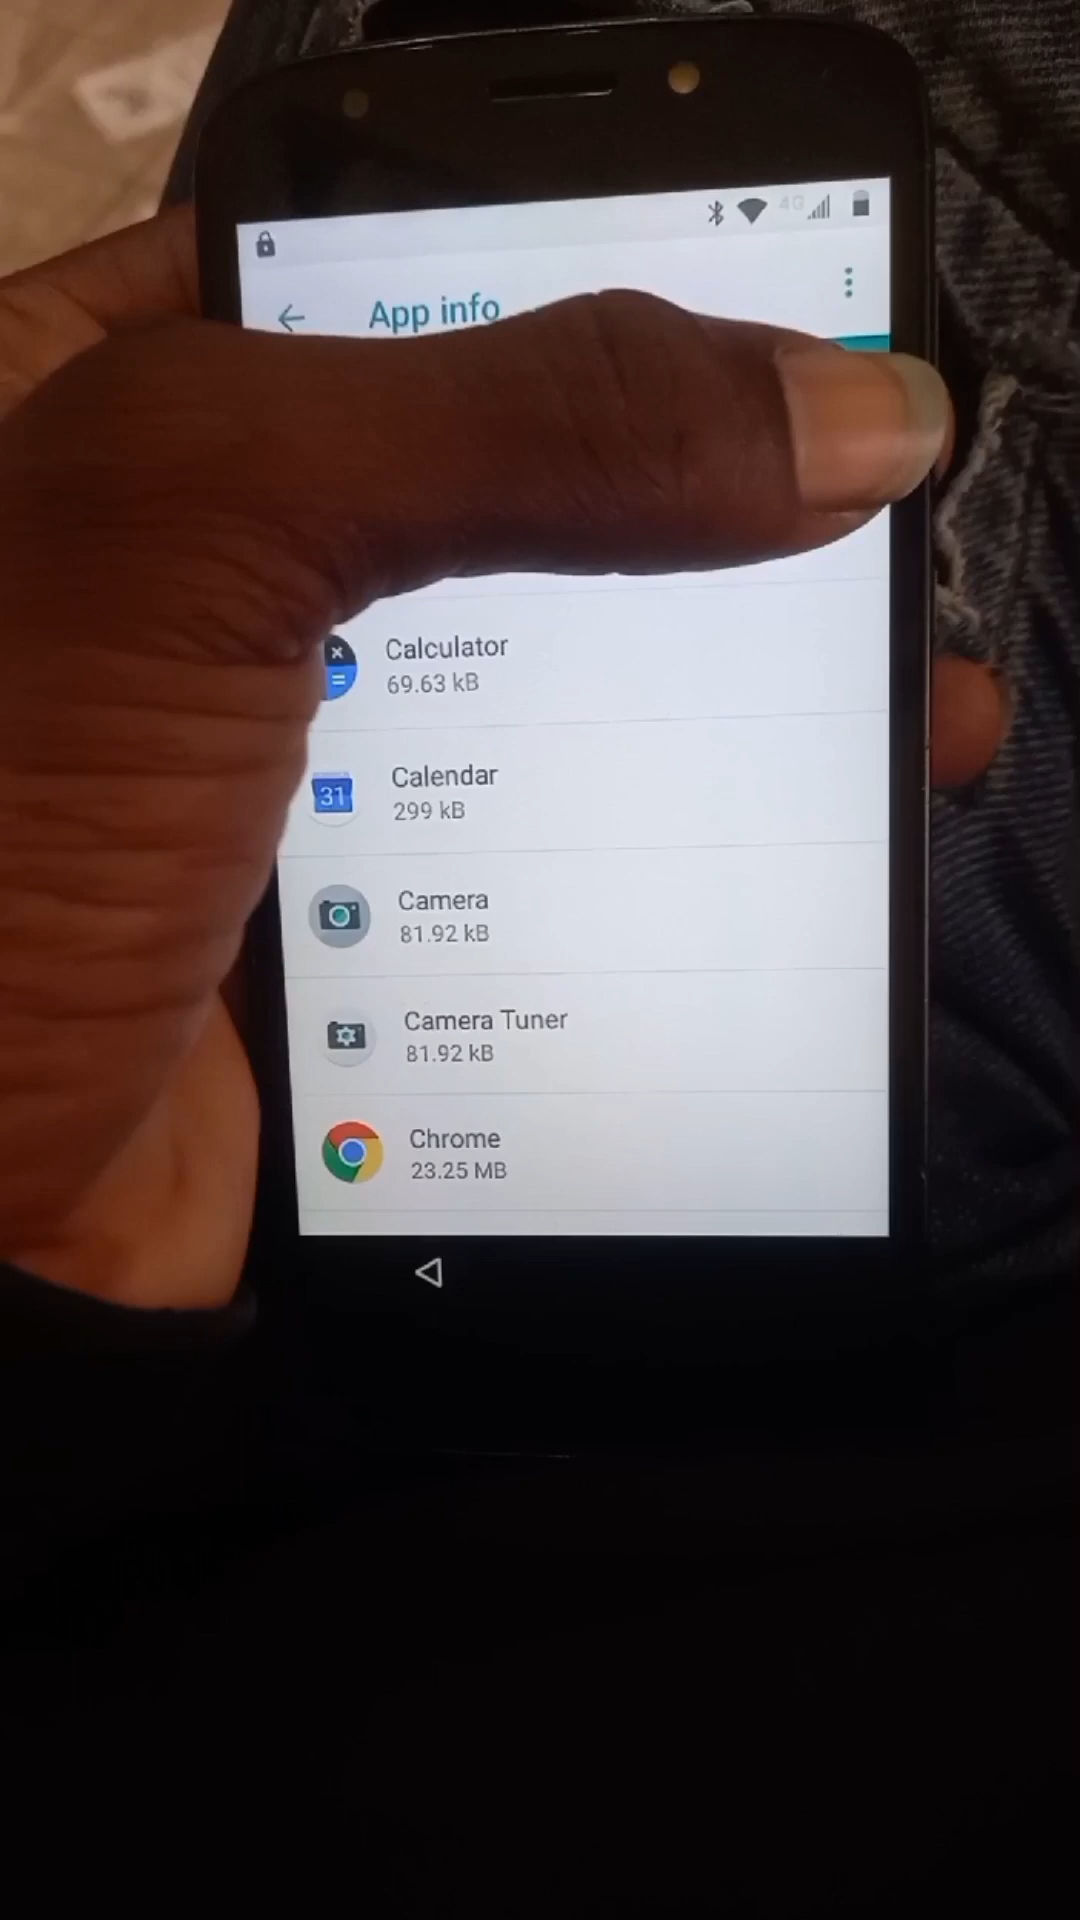 4G
App info
Calculator
69.63 kB
31
Calendar
299 kB
Camera
81.92 kB
Camera Tuner
81.92 kB
Chrome
23.25 MB